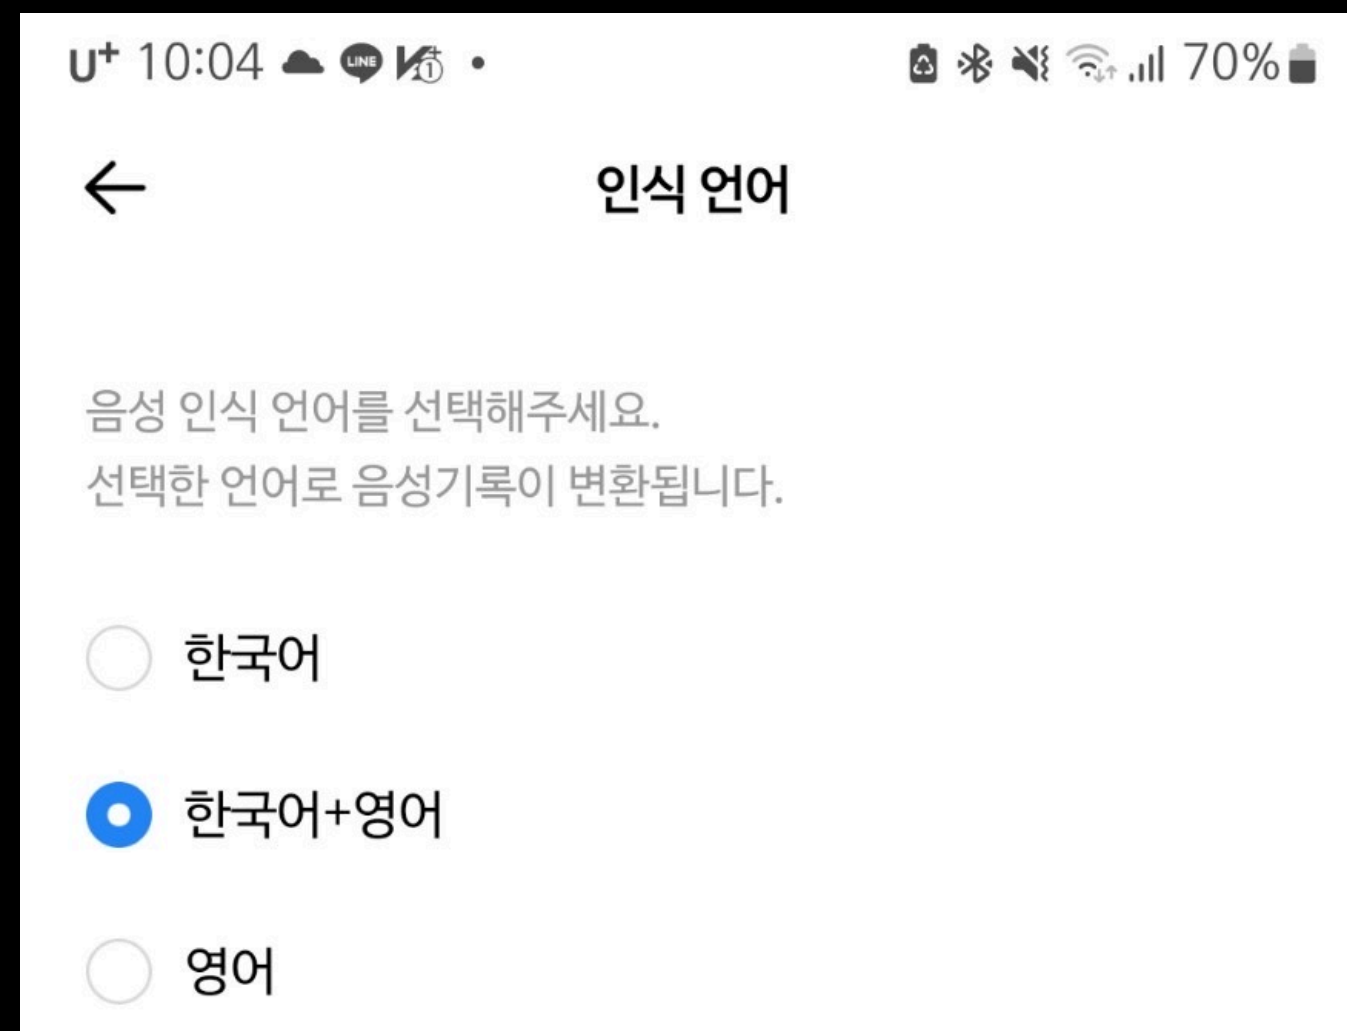 U+ 10:04 LINE 1 70%
인식 언어
음성 인식 언어를 선택해주세요.
선택한 언어로 음성기록이 변환됩니다.
한국어
한국어+영어
영어